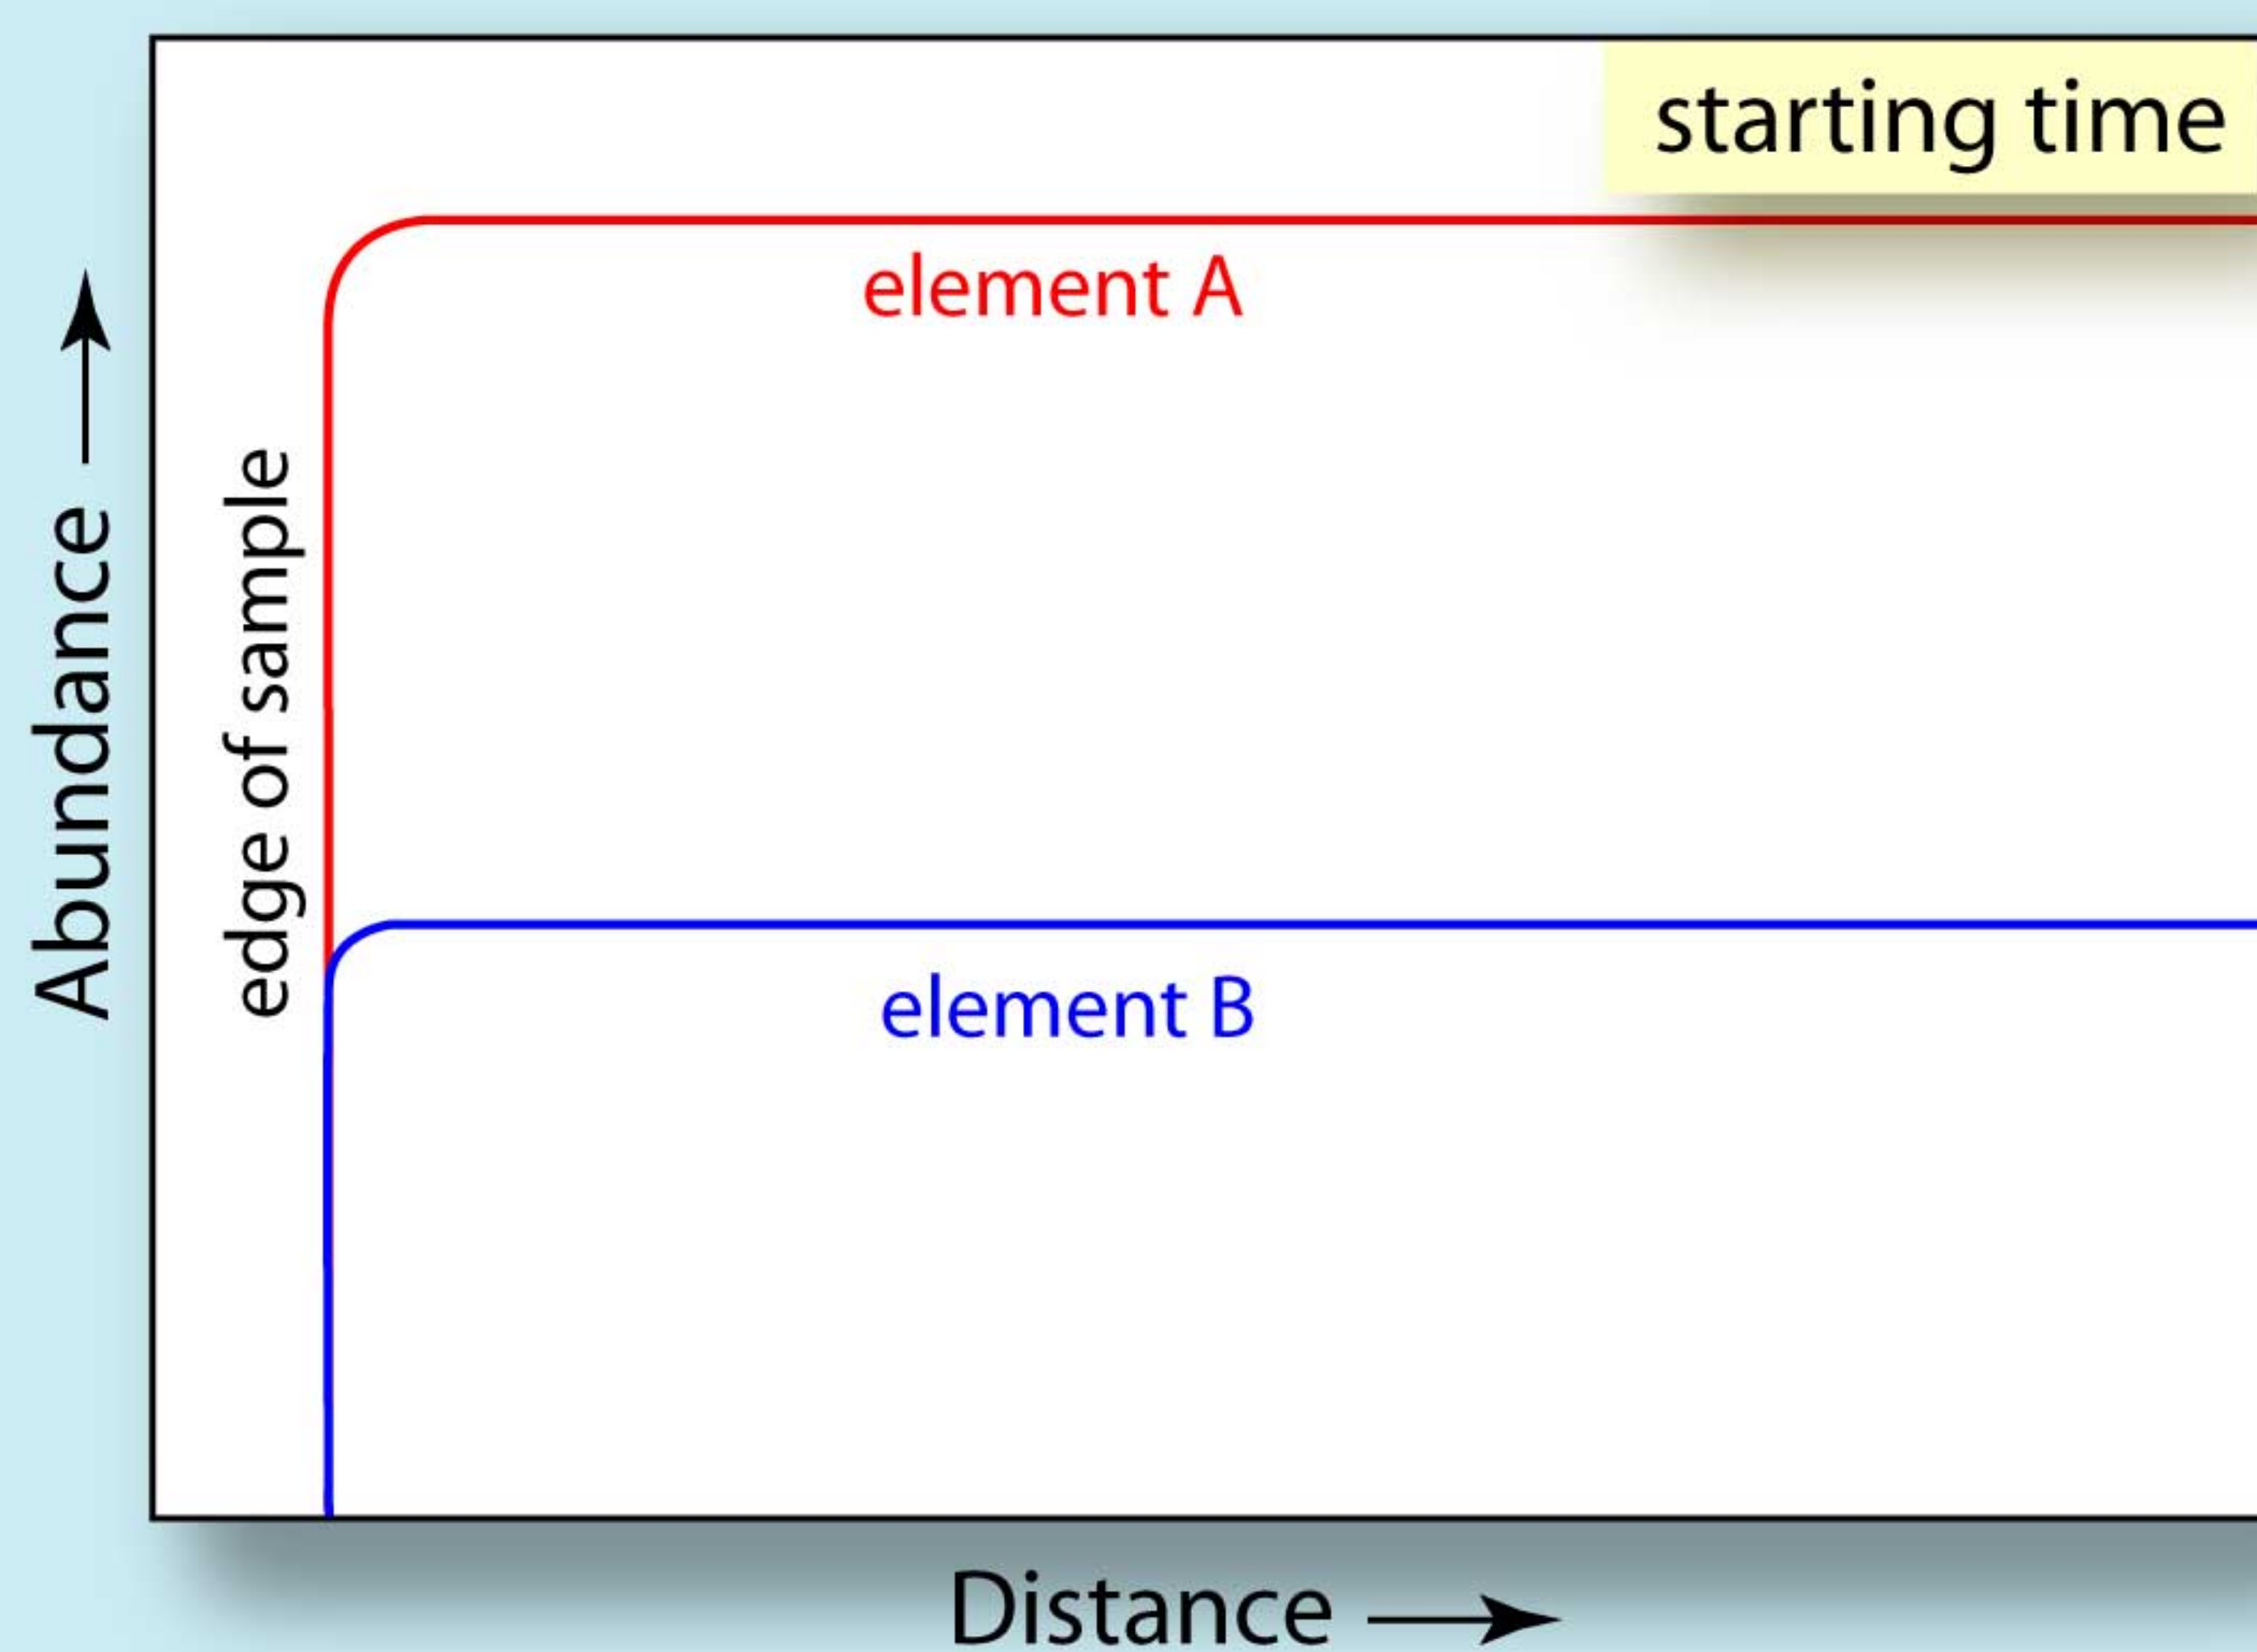 starting time
element A
Abundance
edge of sample
element B
Distance